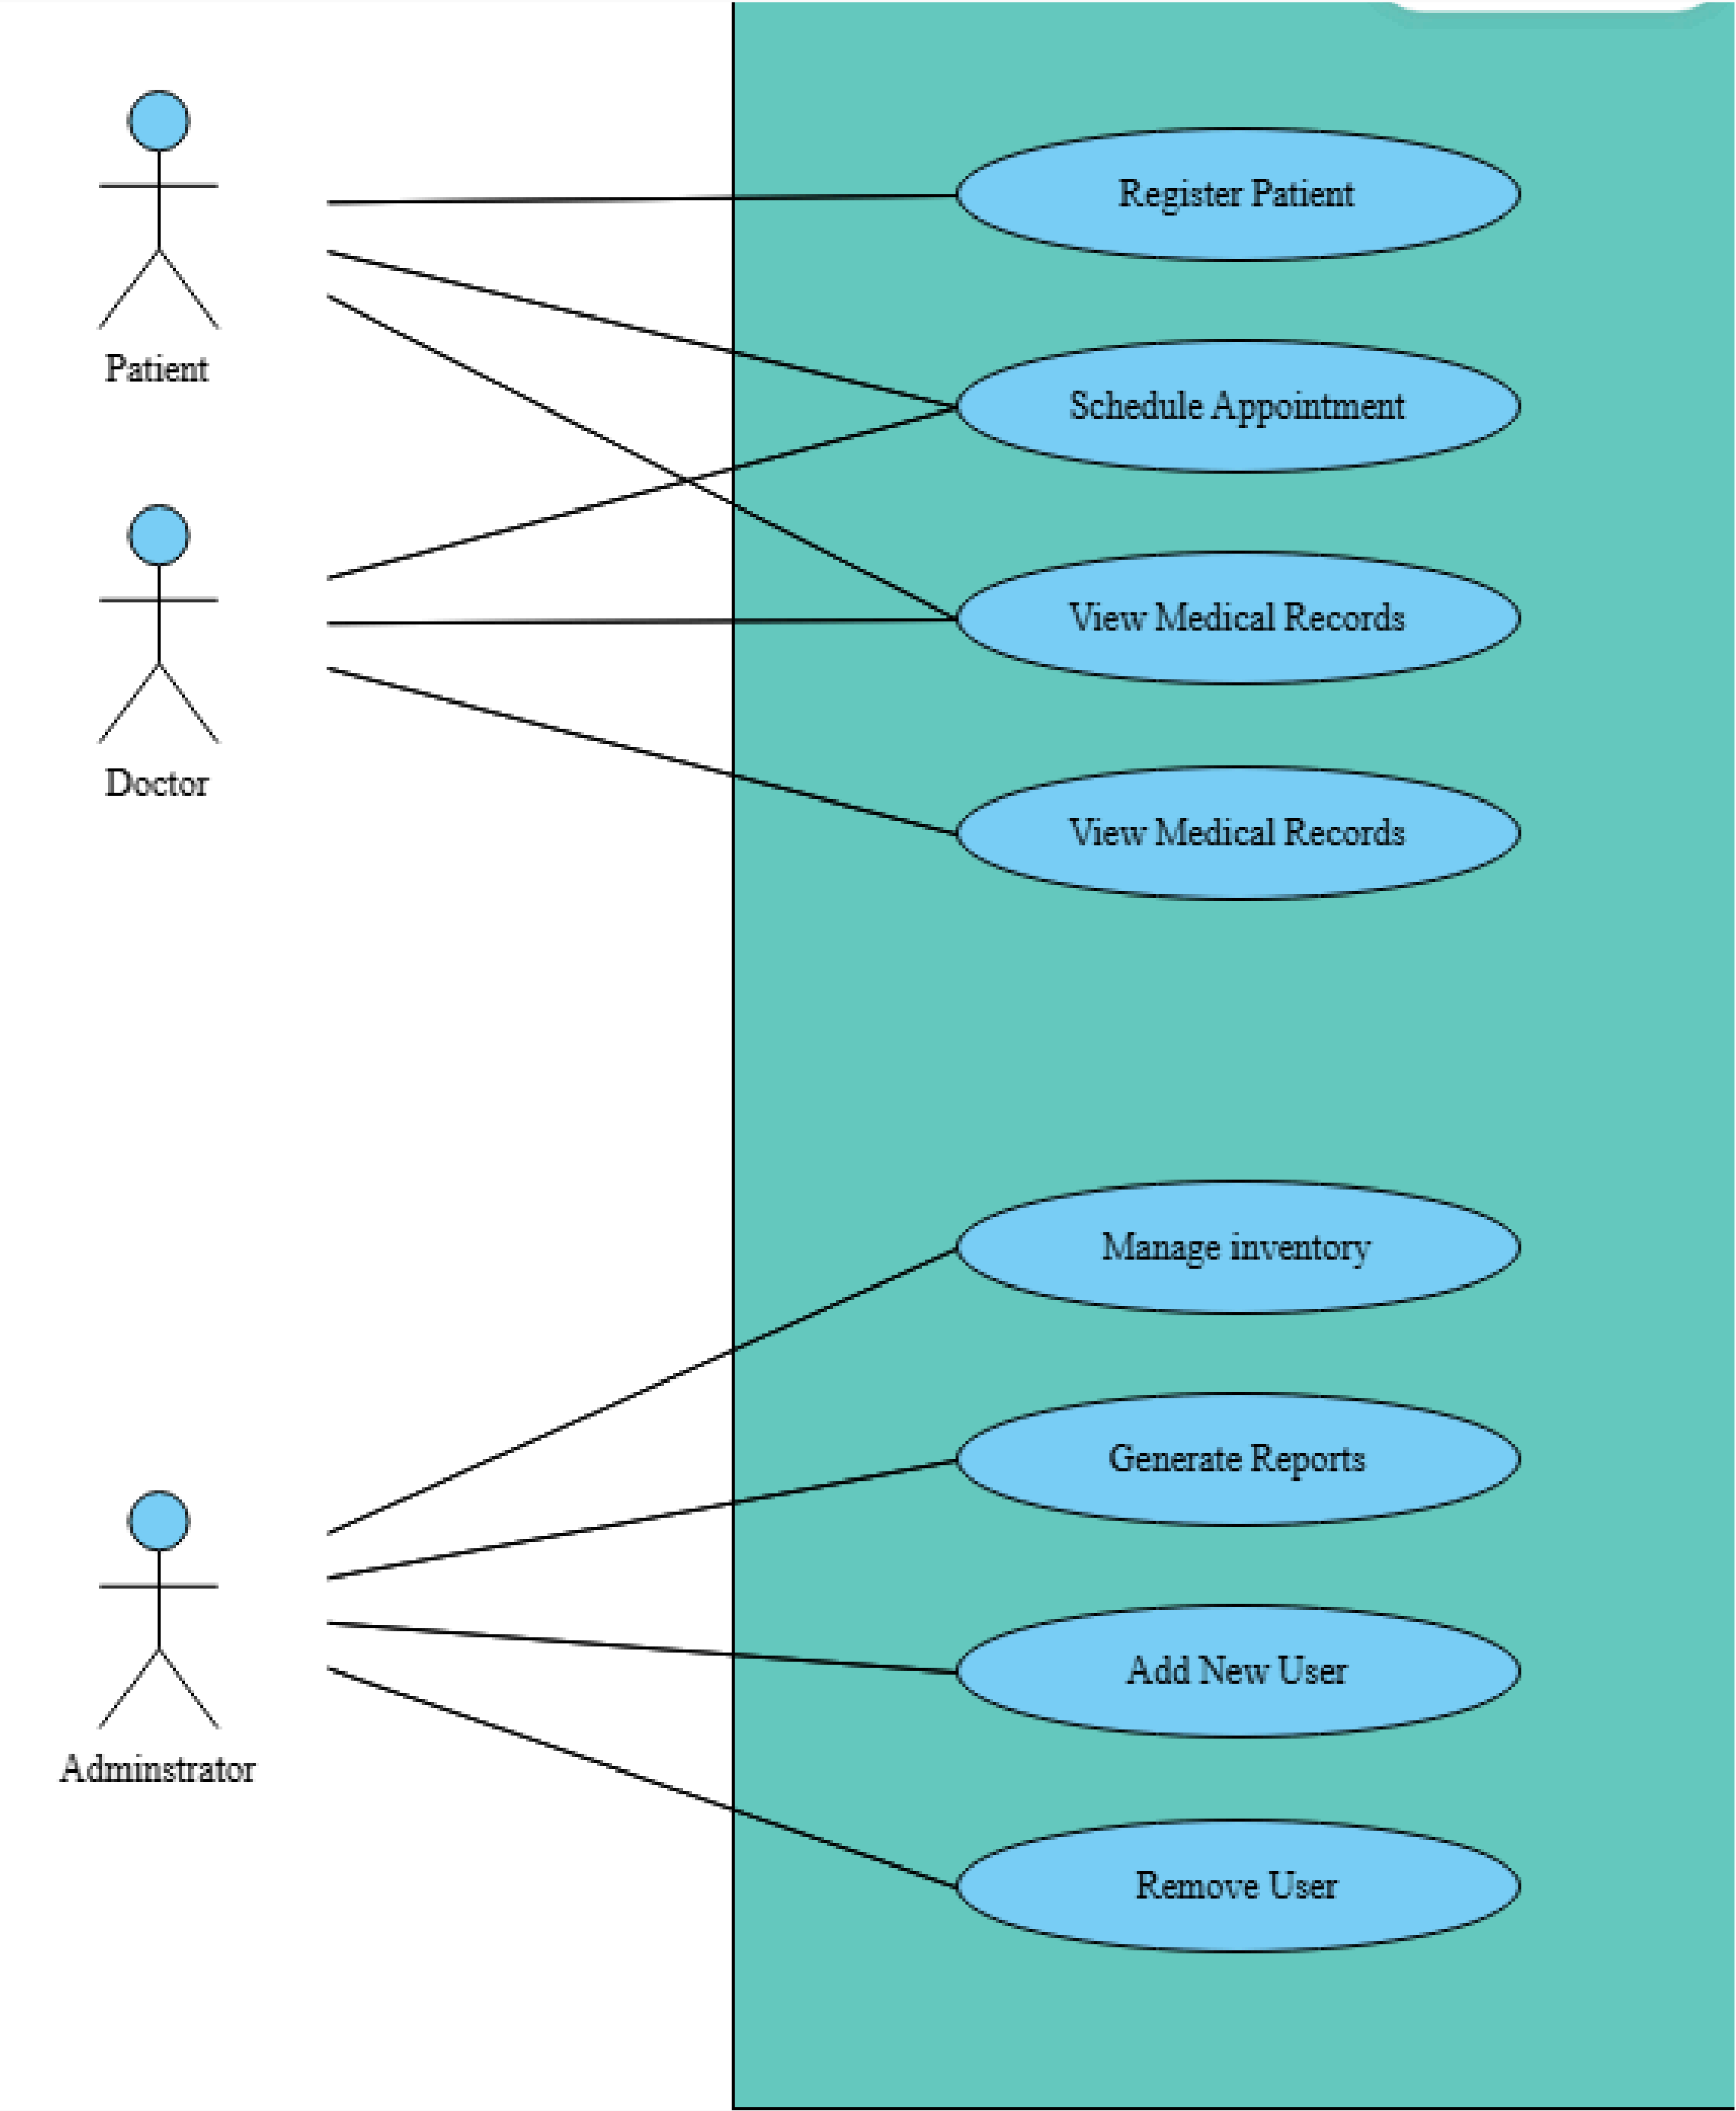 Register Patient
Patient
Schedule Appointment
View Medical Records
Doctor
View Medical Records
Manage inventory
Generate Reports
Add New User
Adminstrator
Remove User